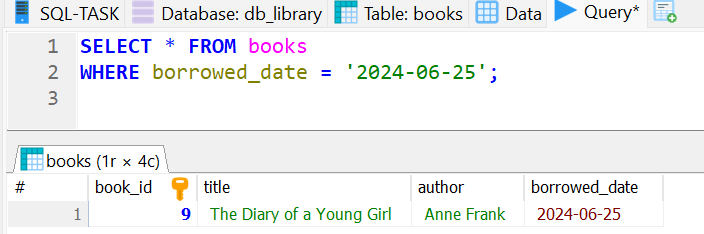 SQL-TASK Database: db_library Table: books Data Query*
1 SELECT * FROM books
2 WHERE borrowed_date = '2024-06-25';
3
books (1r × 4c)
# book_id title author borrowed_date
1 9 The Diary of a Young Girl Anne Frank 2024-06-25